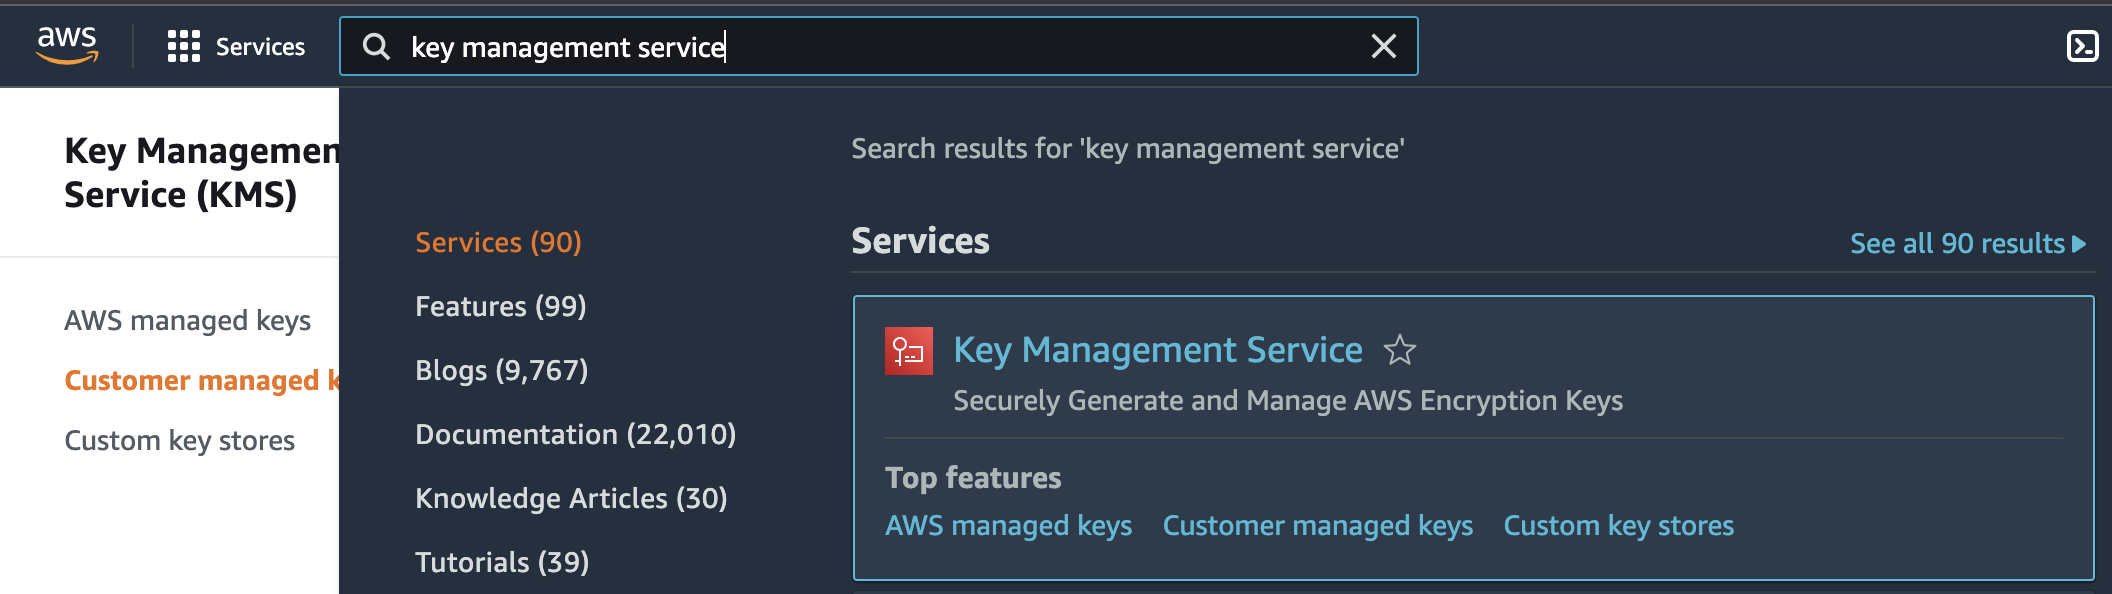 aws
Services
key management service
Key Managemen
Service (KMS)
AWS managed keys
Customer managed k
Custom key stores
Services (90)
Features (99)
Blogs (9,767)
Documentation (22,010)
Knowledge Articles (30)
Tutorials (39)
Search results for 'key management service'
Services
See all 90 results
Key Management Service
Securely Generate and Manage AWS Encryption Keys
Top features
AWS managed keys Customer managed keys Custom key stores